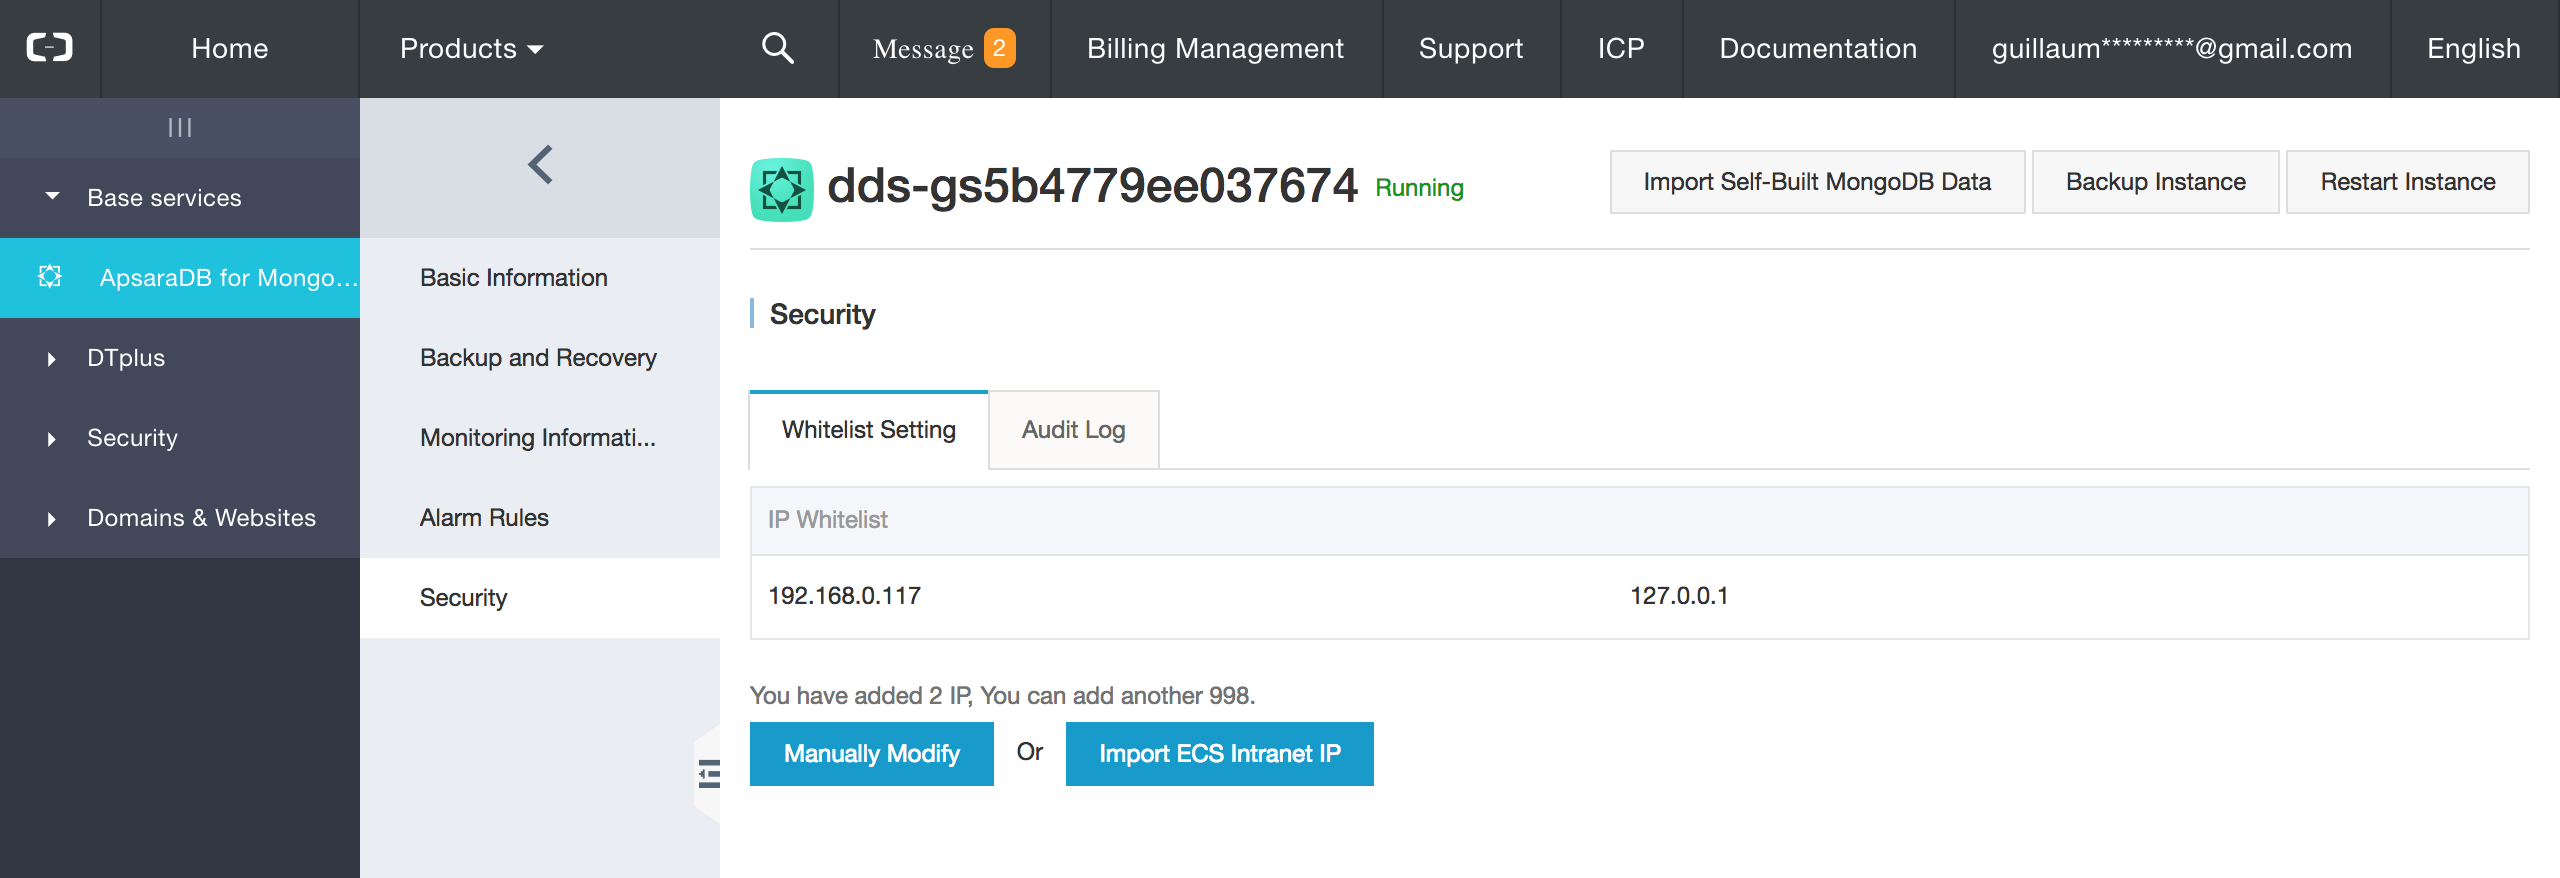 Home
Products
Message 2
Billing Management
Support
ICP
Documentation
guillaum*********@gmail.com
English
Base services
ApsaraDB for Mongo...
DTplus
Security
Domains & Websites
Basic Information
Backup and Recovery
Monitoring Informati...
Alarm Rules
Security
dds-gs5b4779ee037674 Running
Import Self-Built MongoDB Data
Backup Instance
Restart Instance
Security
Whitelist Setting
Audit Log
IP Whitelist
192.168.0.117
127.0.0.1
You have added 2 IP, You can add another 998.
Manually Modify Or Import ECS Intranet IP